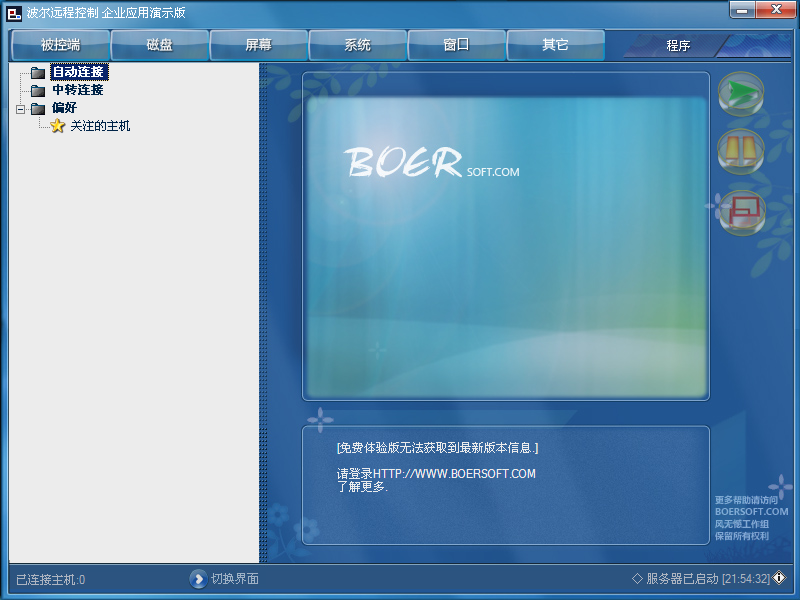 波尔远程控制 企业应用演示版
被控端
磁盘
屏幕
系统
窗口
其它
程序
自动连接
中转连接
偏好
关注的主机
BOER SOFT.COM
[免费体验版无法获取到最新版本信息.]
请登录HTTP://WWW.BOERSOFT.COM
了解更多.
更多帮助请访问
BOERSOFT.COM
风无憾工作组
保留所有权利
已连接主机:0
切换界面
服务器已启动 [21:54:32]